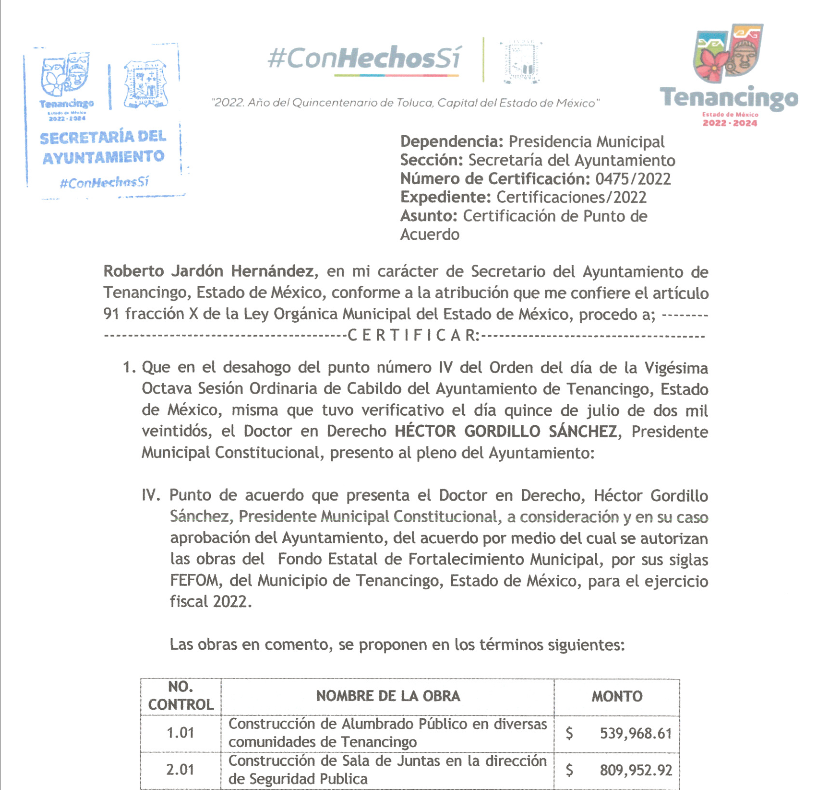 Tenancingo
Estado de México
2022 - 2024
SECRETARÍA DEL
AYUNTAMIENTO
#ConHechosSí
#ConHechosSí
"2022. Año del Quincentenario de Toluca, Capital del Estado de México"
Tenancingo
Estado de México
2022 - 2024
Dependencia: Presidencia Municipal
Sección: Secretaría del Ayuntamiento
Número de Certificación: 0475/2022
Expediente: Certificaciones/2022
Asunto: Certificación de Punto de
Acuerdo
Roberto Jardón Hernández, en mi carácter de Secretario del Ayuntamiento de
Tenancingo, Estado de México, conforme a la atribución que me confiere el artículo
91 fracción X de la Ley Orgánica Municipal del Estado de México, procedo a; --------
---------------------------------------C E R T I F I C A R:------------------------------------
1. Que en el desahogo del punto número IV del Orden del día de la Vigésima
Octava Sesión Ordinaria de Cabildo del Ayuntamiento de Tenancingo, Estado
de México, misma que tuvo verificativo el día quince de julio de dos mil
veintidós, el Doctor en Derecho HÉCTOR GORDILLO SÁNCHEZ, Presidente
Municipal Constitucional, presento al pleno del Ayuntamiento:
IV. Punto de acuerdo que presenta el Doctor en Derecho, Héctor Gordillo
Sánchez, Presidente Municipal Constitucional, a consideración y en su caso
aprobación del Ayuntamiento, del acuerdo por medio del cual se autorizan
las obras del Fondo Estatal de Fortalecimiento Municipal, por sus siglas
FEFOM, del Municipio de Tenancingo, Estado de México, para el ejercicio
fiscal 2022.
Las obras en comento, se proponen en los términos siguientes:
NO. CONTROL NOMBRE DE LA OBRA MONTO
1.01 Construcción de Alumbrado Público en diversas comunidades de Tenancingo $ 539,968.61
2.01 Construcción de Sala de Juntas en la dirección de Seguridad Publica $ 809,952.92